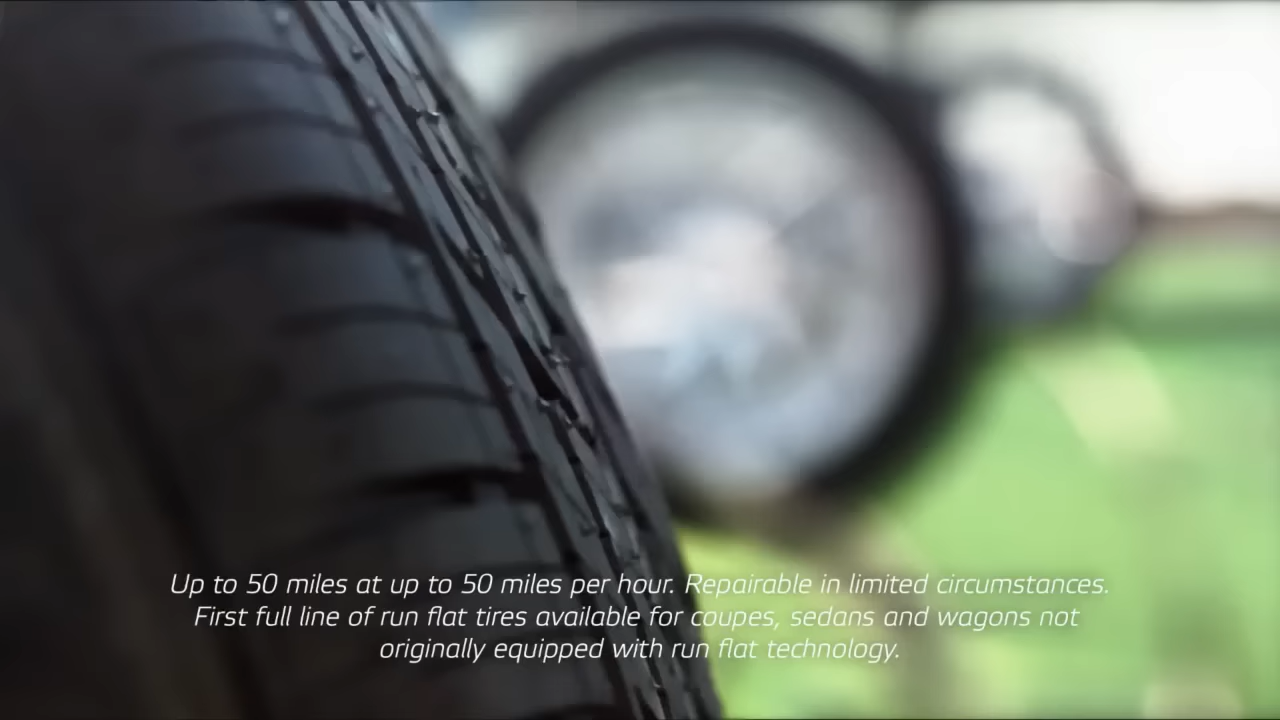 Up to 50 miles at up to 50 miles per hour. Repairable in limited circumstances.
First full line of run flat tires available for coupes, sedans and wagons not
originally equipped with run flat technology.